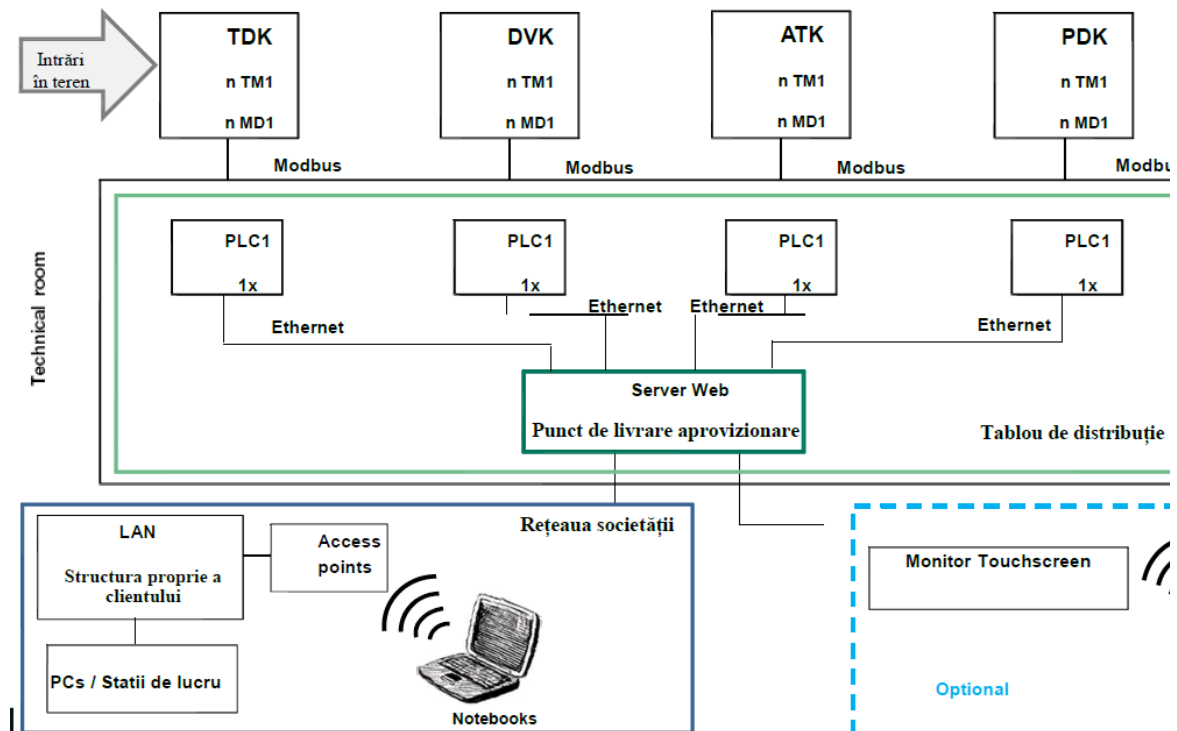 Intrări
în teren
TDK
n TM1
n MD1
DVK
n TM1
n MD1
ATK
n TM1
n MD1
PDK
n TM1
n MD1
Modbus
Modbus
Modbus
Modbu
Technical room
PLC1
1x
PLC1
1x
PLC1
1x
PLC1
1x
Ethernet
Ethernet
Ethernet
Ethernet
Server Web
Punct de livrare aprovizionare
Tablou de distribuție
Rețeaua societății
LAN
Structura proprie a
clientului
Access
points
PCs / Statii de lucru
Notebooks
Monitor Touchscreen
Optional